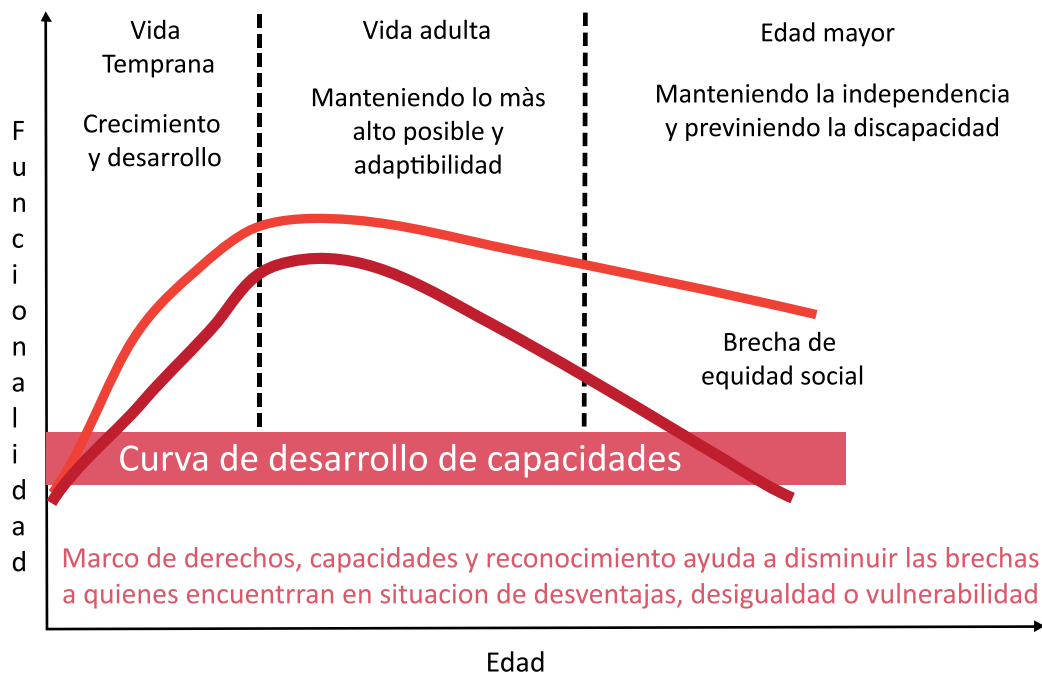 Funcionalidad
Vida
Temprana
Crecimiento
y desarrollo
Vida adulta
Manteniendo lo màs
alto posible y
adaptibilidad
Edad mayor
Manteniendo la independencia
y previniendo la discapacidad
Brecha de
equidad social
Curva de desarrollo de capacidades
Marco de derechos, capacidades y reconocimiento ayuda a disminuir las brechas
a quienes encuentrran en situacion de desventajas, desigualdad o vulnerabilidad
Edad